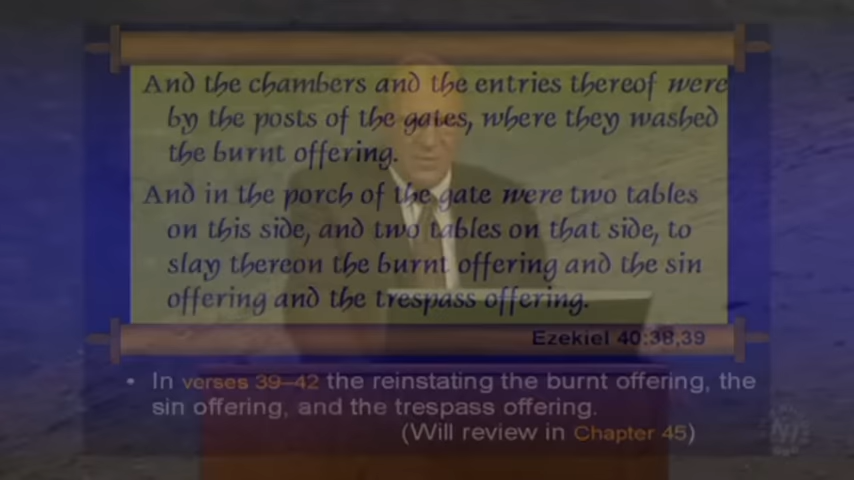 And the chambers and the entries thereof were
by the posts of the gates, where they washed
the burnt offering.
And in the porch of the gate were two tables
on this side, and two tables on that side, to
slay thereon the burnt offering and the sin
offering and the trespass offering.
Ezekiel 40:38,39
• In verses 39–42 the reinstating the burnt offering, the
sin offering, and the trespass offering.
(Will review in Chapter 45)